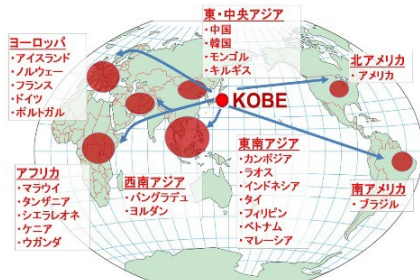 東・中央アジア
・中国
・韓国
・モンゴル
・キルギス
ヨーロッパ
・アイスランド
・ノルウェー
・フランス
・ドイツ
・ポルトガル
北アメリカ
・アメリカ
KOBE
アフリカ
・マラウイ
・タンザニア
・シエラレオネ
・ケニア
・ウガンダ
西南アジア
・バングラデュ
・ヨルダン
東南アジア
・カンボジア
・ラオス
・インドネシア
・タイ
・フィリピン
・ベトナム
・マレーシア
南アメリカ
・ブラジル